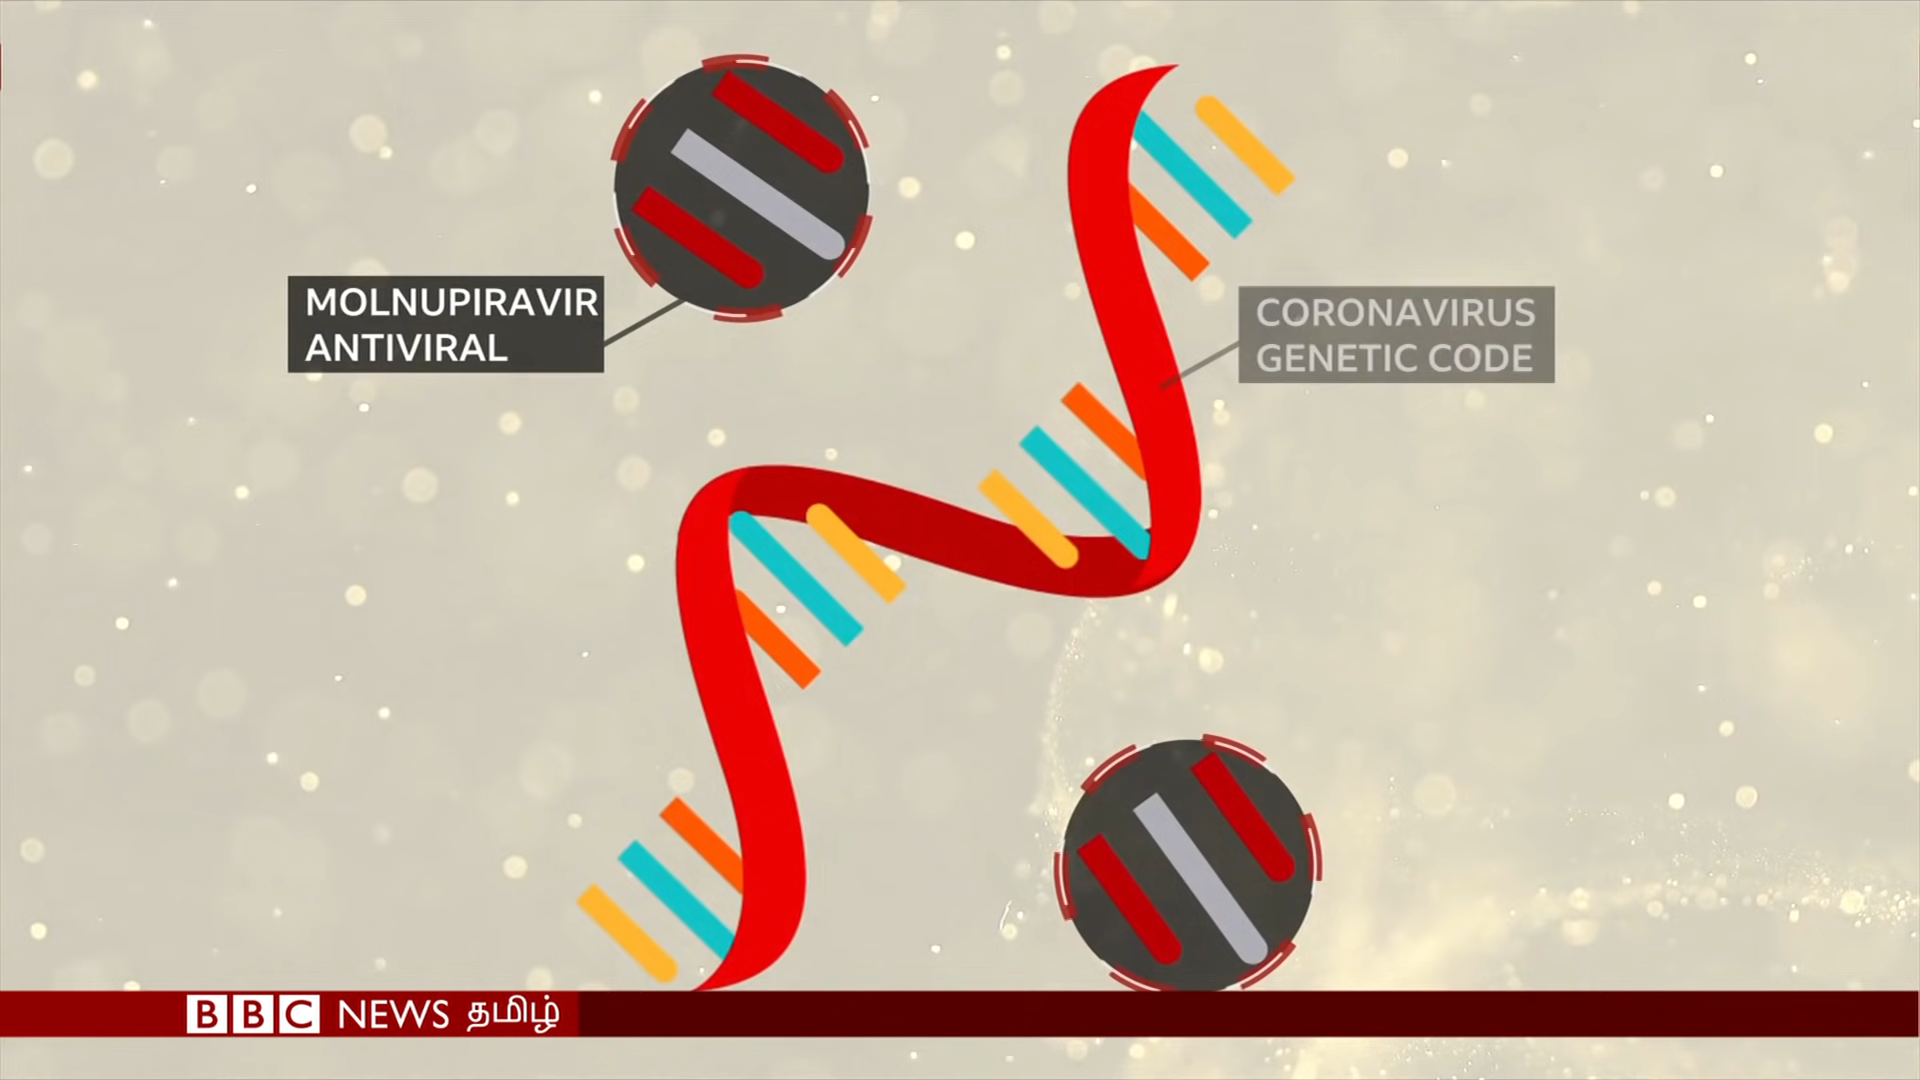 MOLNUPIRAVIR
ANTIVIRAL
CORONAVIRUS
GENETIC CODE
BBC NEWS தமிழ்